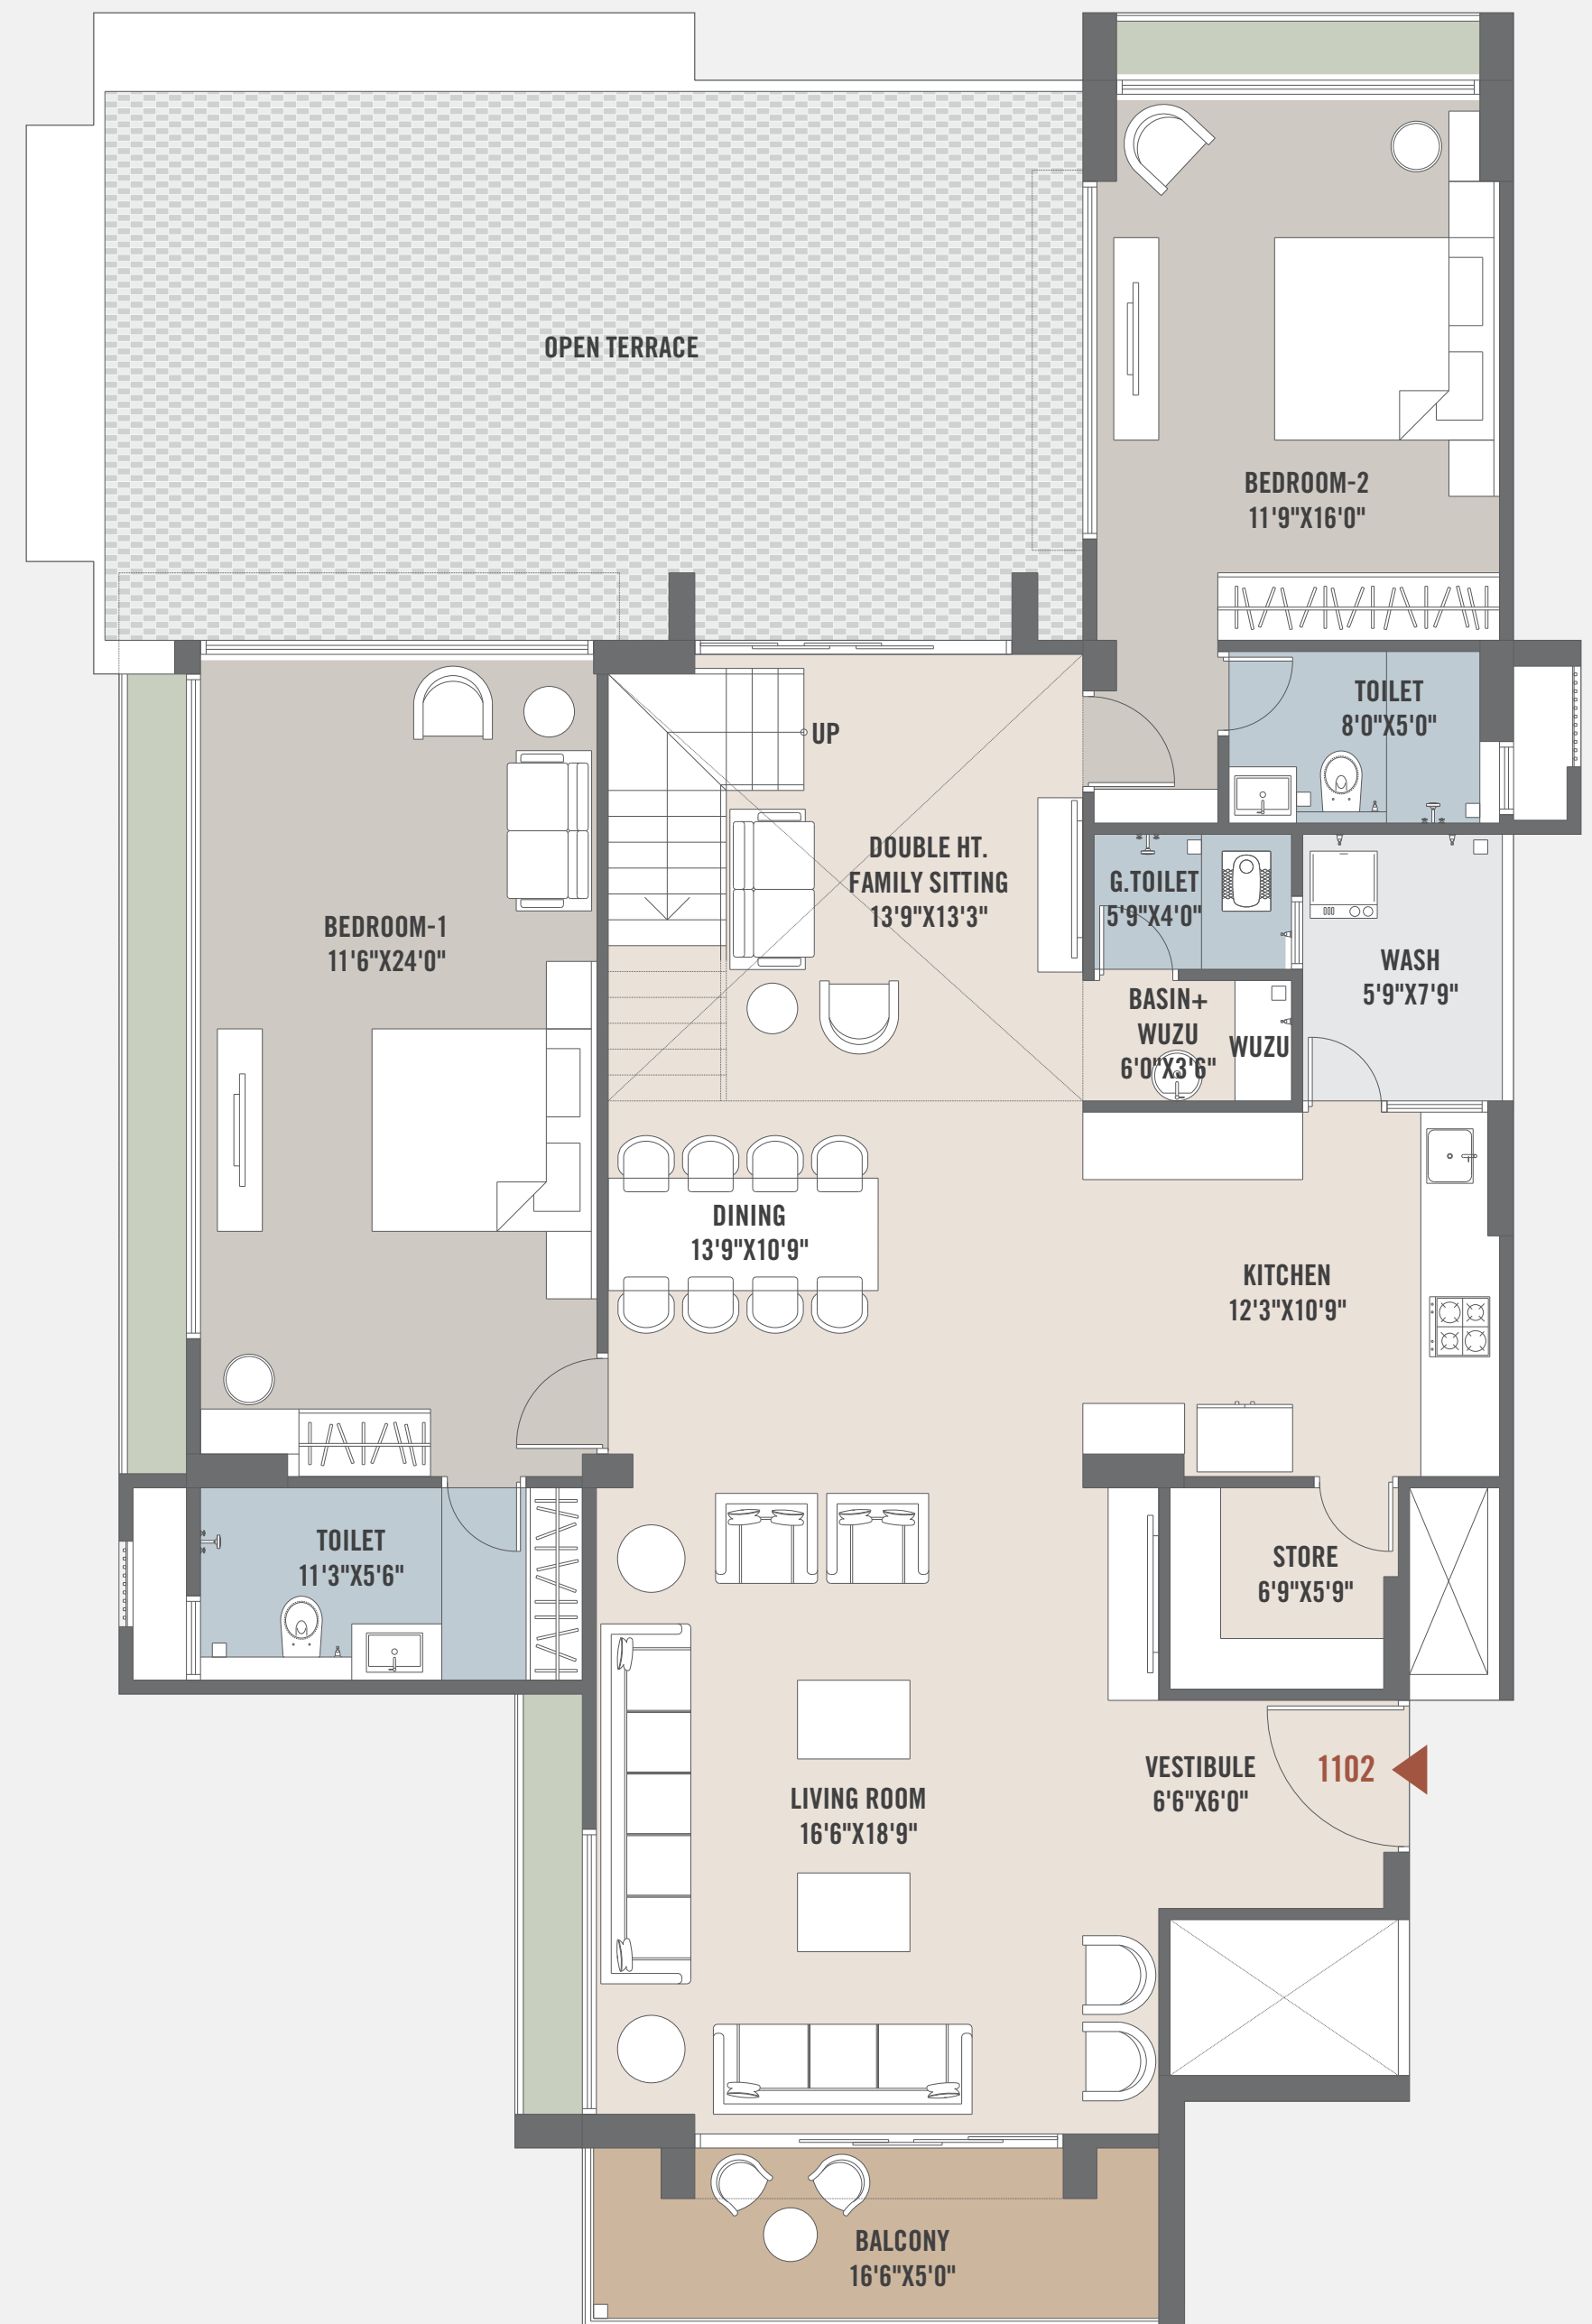 OPEN TERRACE
BEDROOM-2
11'9"X16'0"
TOILET
8'0"X5'0"
UP
DOUBLE HT.
FAMILY SITTING
13'9"X13'3"
G.TOILET
5'9"X4'0"
BEDROOM-1
11'6"X24'0"
WASH
5'9"X7'9"
BASIN+
WUZU
6'0"X3'6"
WUZU
DINING
13'9"X10'9"
KITCHEN
12'3"X10'9"
TOILET
11'3"X5'6"
STORE
6'9"X5'9"
VESTIBULE
6'6"X6'0"
1102
LIVING ROOM
16'6"X18'9"
BALCONY
16'6"X5'0"